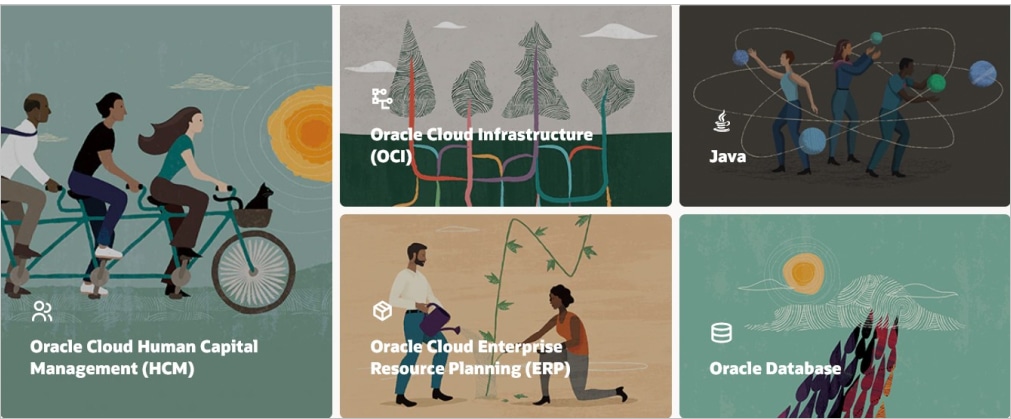 Oracle Cloud Human Capital
Management (HCM)
Oracle Cloud Infrastructure
(OCI)
Java
Oracle Cloud Enterprise
Resource Planning (ERP)
Oracle Database